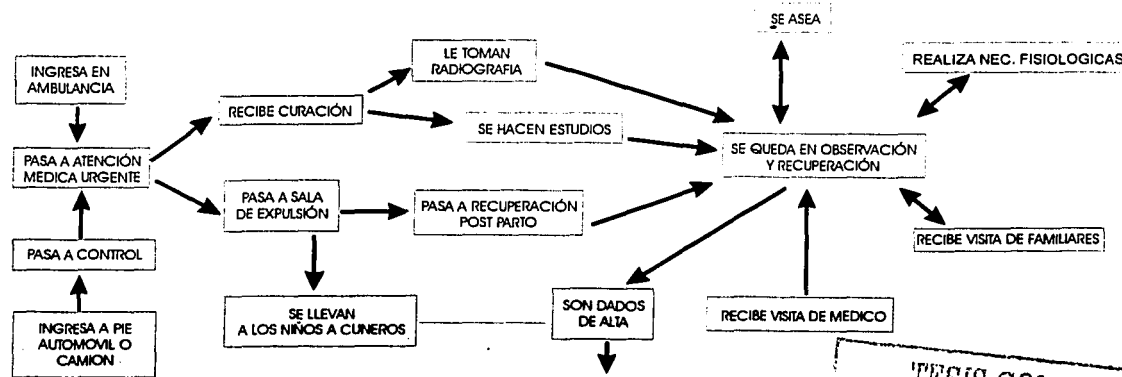 SE ASEA
LE TOMAN
RADIOGRAFIA
REALIZA NEC. FISIOLOGICAS
INGRESA EN
AMBULANCIA
RECIBE CURACIÓN
SE HACEN ESTUDIOS
PASA A ATENCIÓN
MEDICA URGENTE
SE QUEDA EN OBSERVACIÓN
Y RECUPERACIÓN
PASA A SALA
DE EXPULSIÓN
PASA A RECUPERACIÓN
POST PARTO
PASA A CONTROL
RECIBE VISITA DE FAMILIARES
SE LLEVAN
A LOS NIÑOS A CUNEROS
SON DADOS
DE ALTA
RECIBE VISITA DE MEDICO
INGRESA A PIE
AUTOMOVIL O
CAMION
TESIS